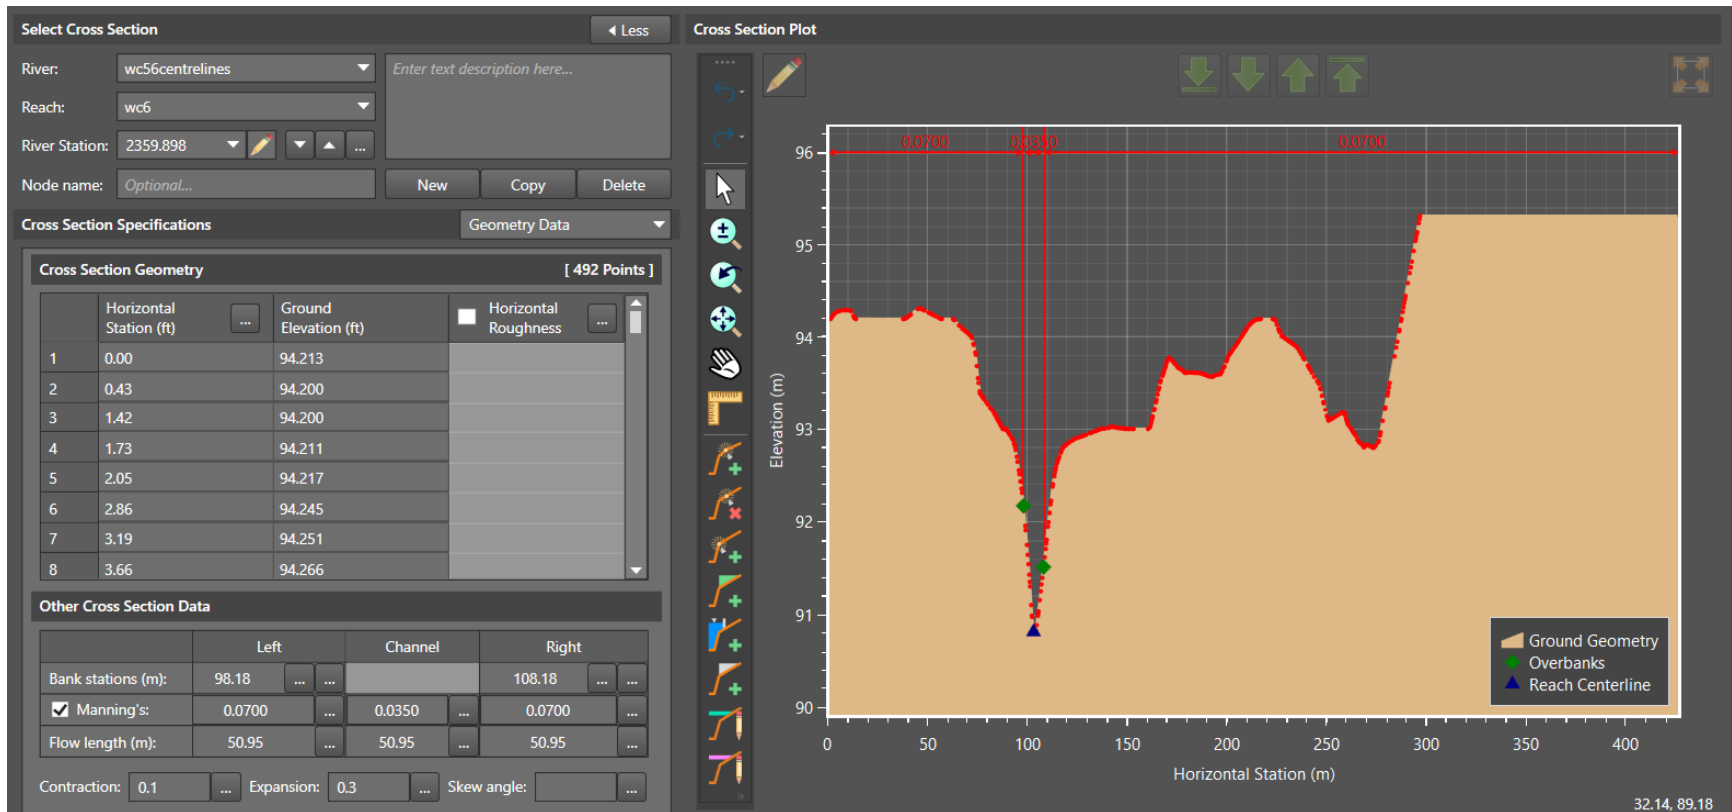 Select Cross Section
Less
River:
wc56centrelines
Enter text description here...
Reach:
wc6
River Station:
2359.898
...
Node name:
Optional...
New
Copy
Delete
Cross Section Specifications
Geometry Data
Cross Section Geometry
[ 492 Points ]
Horizontal Station (ft)
...
Ground Elevation (ft)
Horizontal Roughness
...
1 0.00 94.213
2 0.43 94.200
3 1.42 94.200
4 1.73 94.211
5 2.05 94.217
6 2.86 94.245
7 3.19 94.251
8 3.66 94.266
Other Cross Section Data
Left Channel Right
Bank stations (m): 98.18 ... ... 108.18 ... ...
Manning's: 0.0700 ... 0.0350 ... 0.0700 ...
Flow length (m): 50.95 ... 50.95 ... 50.95 ...
Contraction: 0.1 ... Expansion: 0.3 ... Skew angle: ...
Cross Section Plot
0.0700 0.0350 0.0700
96
95
94
93
92
91
90
Elevation (m)
0 50 100 150 200 250 300 350 400
Horizontal Station (m)
Ground Geometry
Overbanks
Reach Centerline
32.14, 89.18